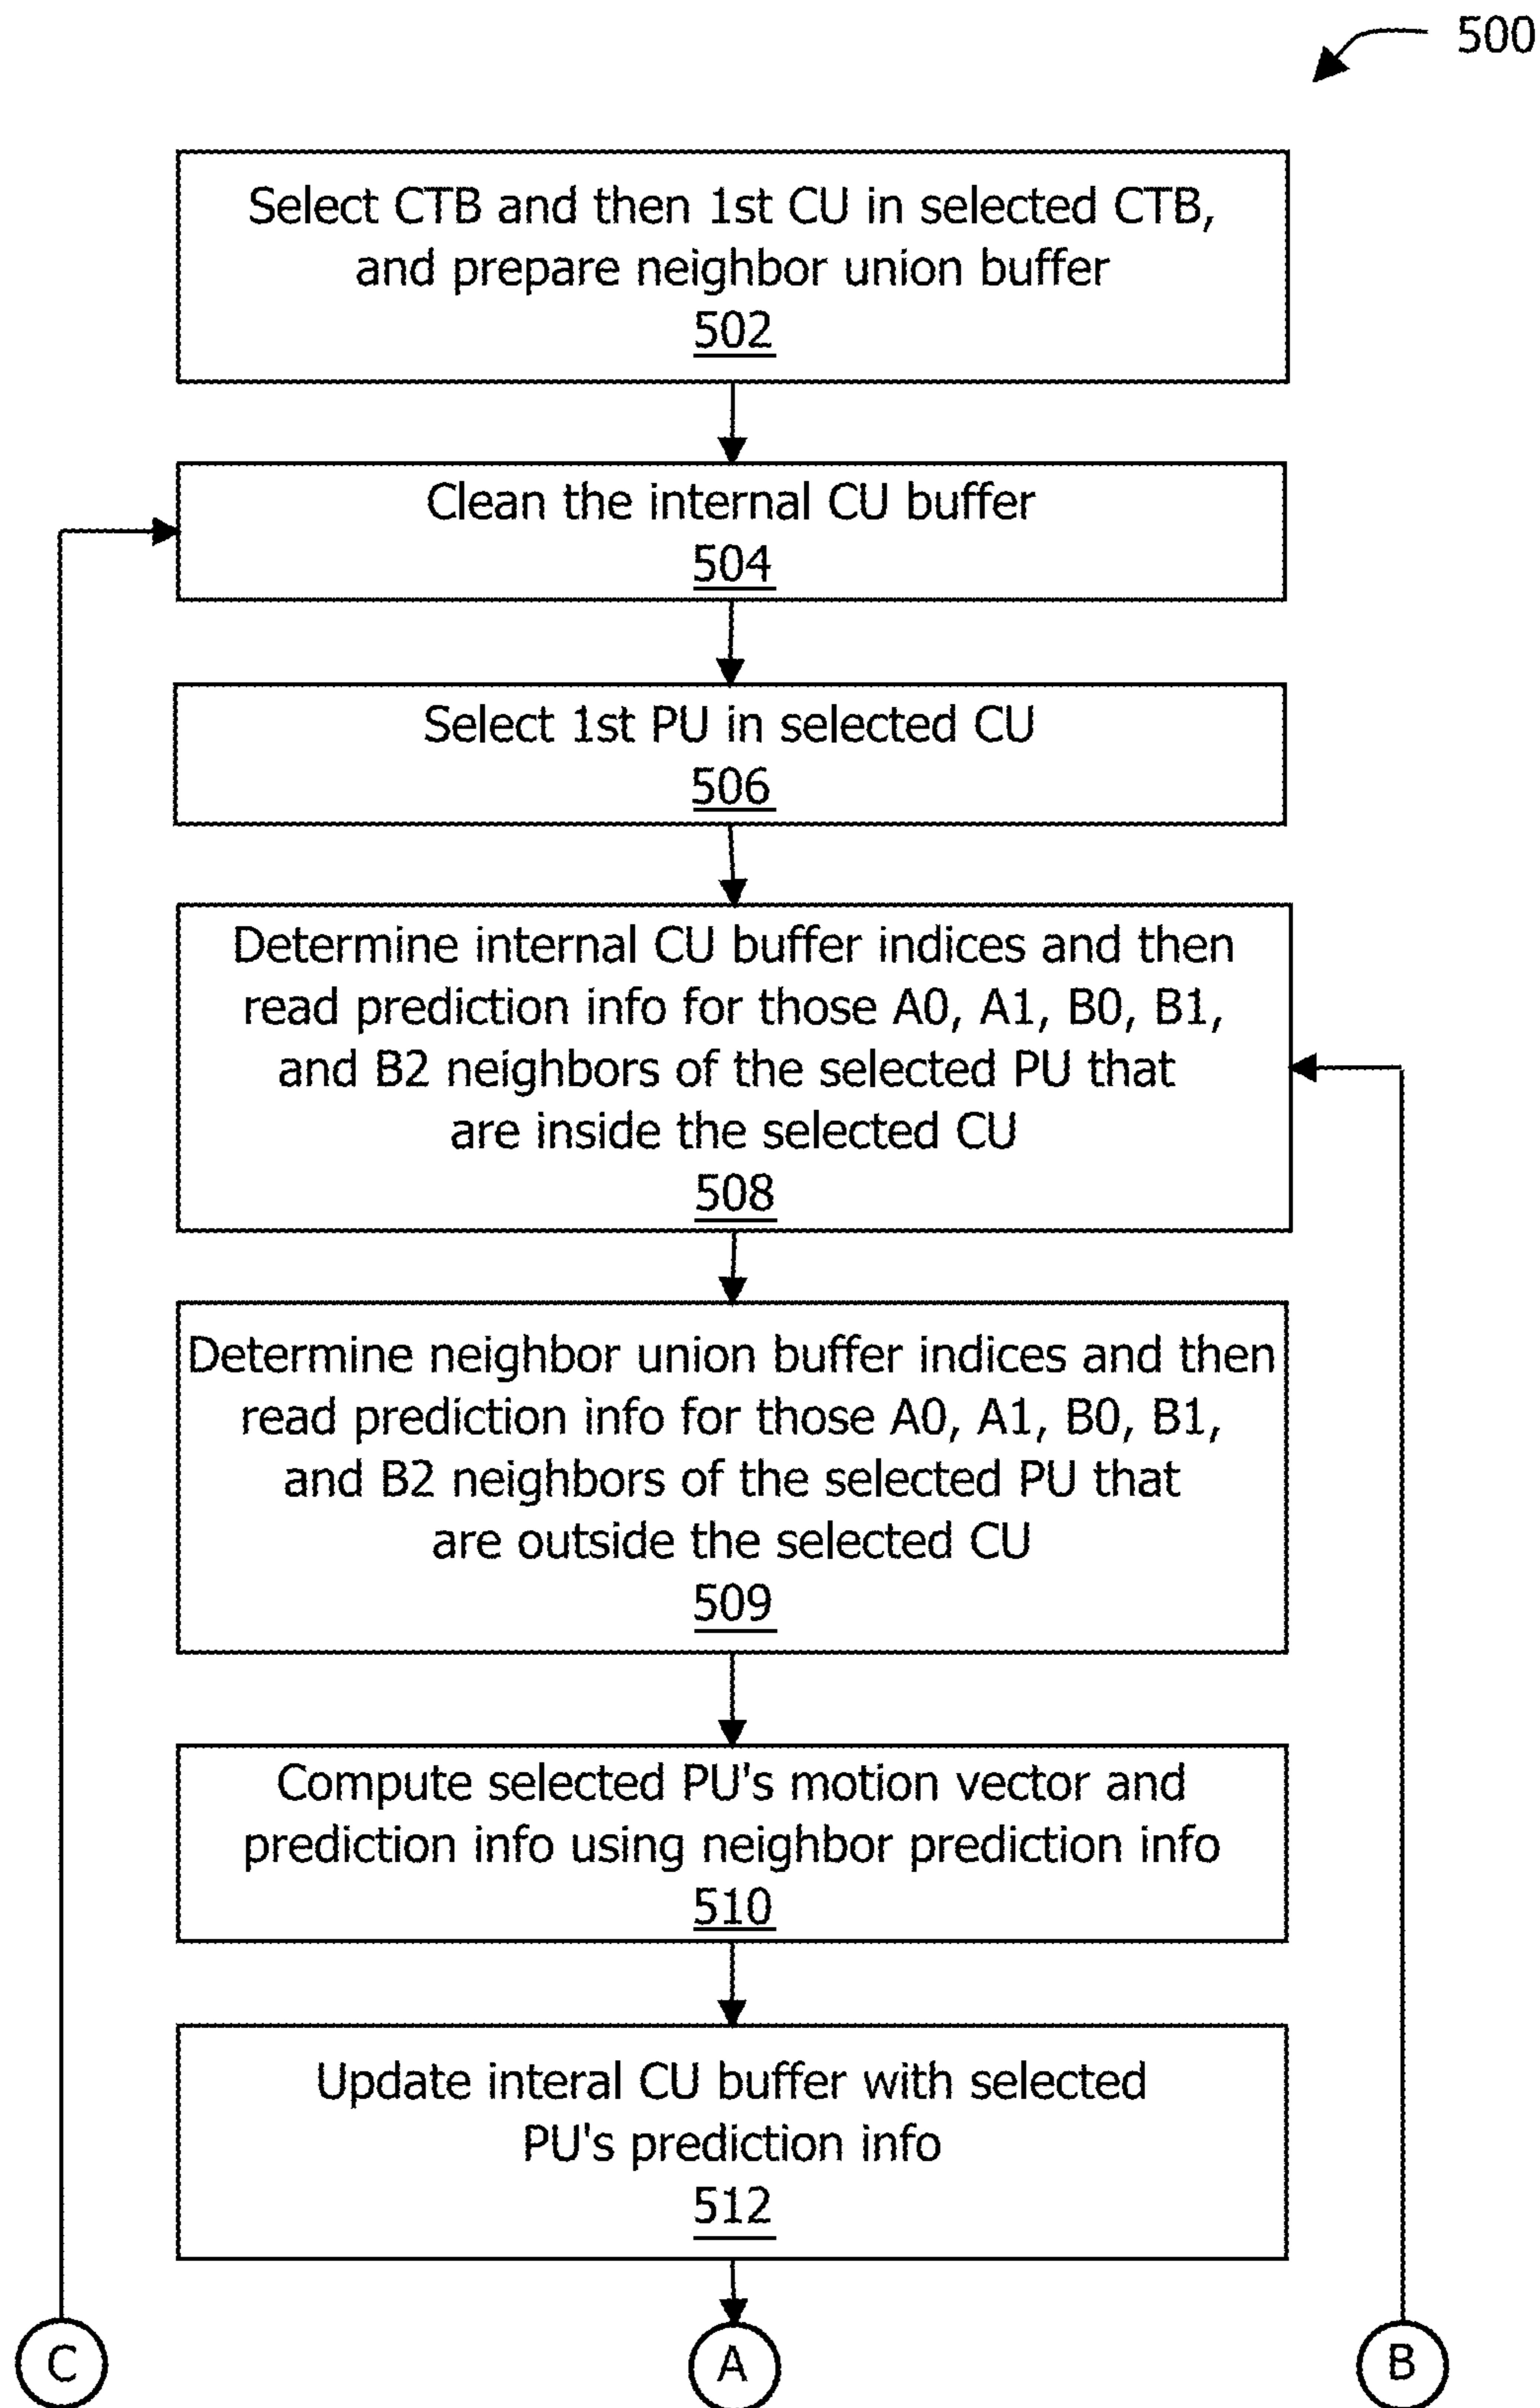 500
Select CTB and then 1st CU in selected CTB,
and prepare neighbor union buffer
502
Clean the internal CU buffer
504
Select 1st PU in selected CU
506
Determine internal CU buffer indices and then
read prediction info for those A0, A1, B0, B1,
and B2 neighbors of the selected PU that
are inside the selected CU
508
Determine neighbor union buffer indices and then
read prediction info for those A0, A1, B0, B1,
and B2 neighbors of the selected PU that
are outside the selected CU
509
Compute selected PU's motion vector and
prediction info using neighbor prediction info
510
Update interal CU buffer with selected
PU's prediction info
512
C
A
B